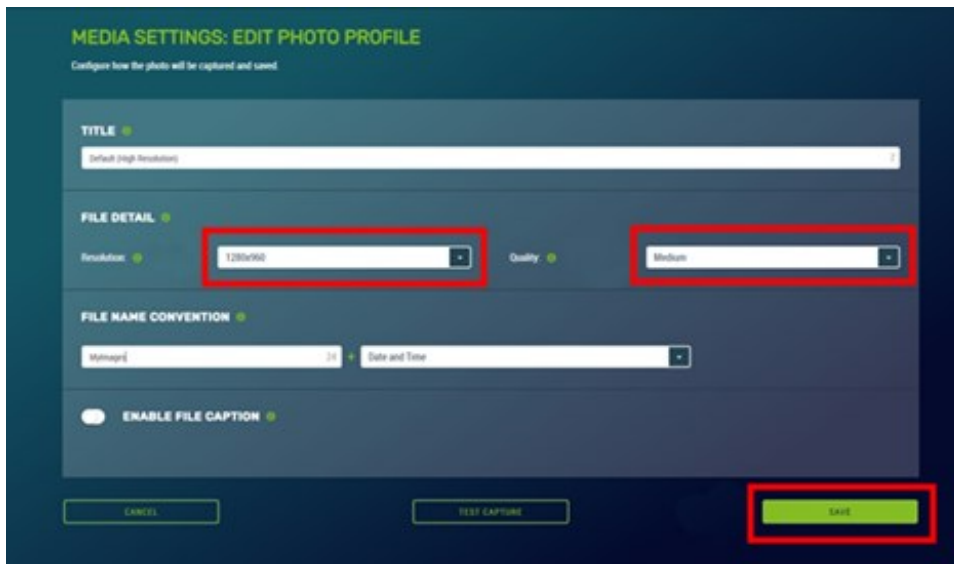 MEDIA SETTINGS: EDIT PHOTO PROFILE
Configure how the photo will be captured and saved
TITLE
Default (High Resolution)
FILE DETAIL
Resolution:
1280x960
Quality:
Medium
FILE NAME CONVENTION
24
+
Date and Time
ENABLE FILE CAPTION
CANCEL
TEST CAPTURE
SAVE